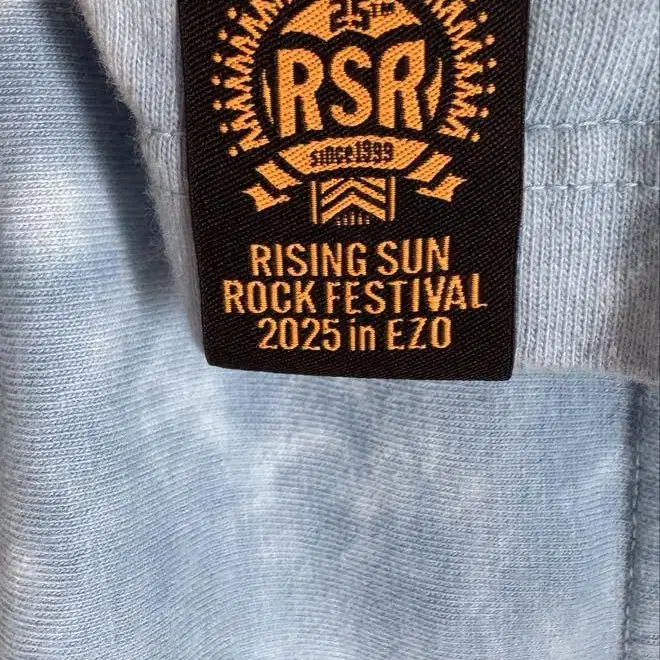 25TH
RSR
since1999
RISING SUN
ROCK FESTIVAL
2025 in EZO